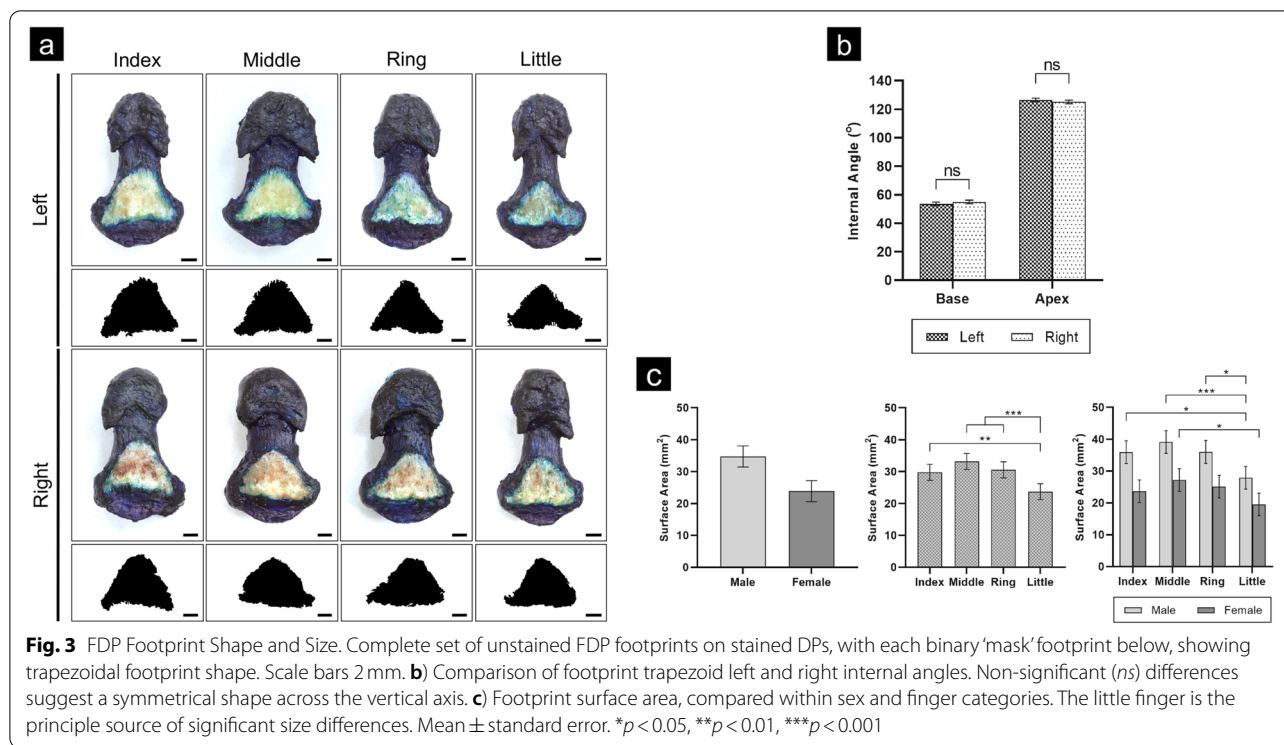 a
Index Middle Ring Little
Left
Right
b
ns
ns
Internal Angle (°)
140
120
100
80
60
40
20
0
Base Apex
Left Right
c
Surface Area (mm²)
50
40
30
20
10
0
Male Female
***
**
Surface Area (mm²)
50
40
30
20
10
0
Index Middle Ring Little
*
***
*
*
Surface Area (mm²)
50
40
30
20
10
0
Index Middle Ring Little
Male Female
Fig. 3 FDP Footprint Shape and Size. Complete set of unstained FDP footprints on stained DPs, with each binary ‘mask’ footprint below, showing
trapezoidal footprint shape. Scale bars 2 mm. b) Comparison of footprint trapezoid left and right internal angles. Non-significant (ns) differences
suggest a symmetrical shape across the vertical axis. c) Footprint surface area, compared within sex and finger categories. The little finger is the
principle source of significant size differences. Mean ± standard error. *p < 0.05, **p < 0.01, ***p < 0.001